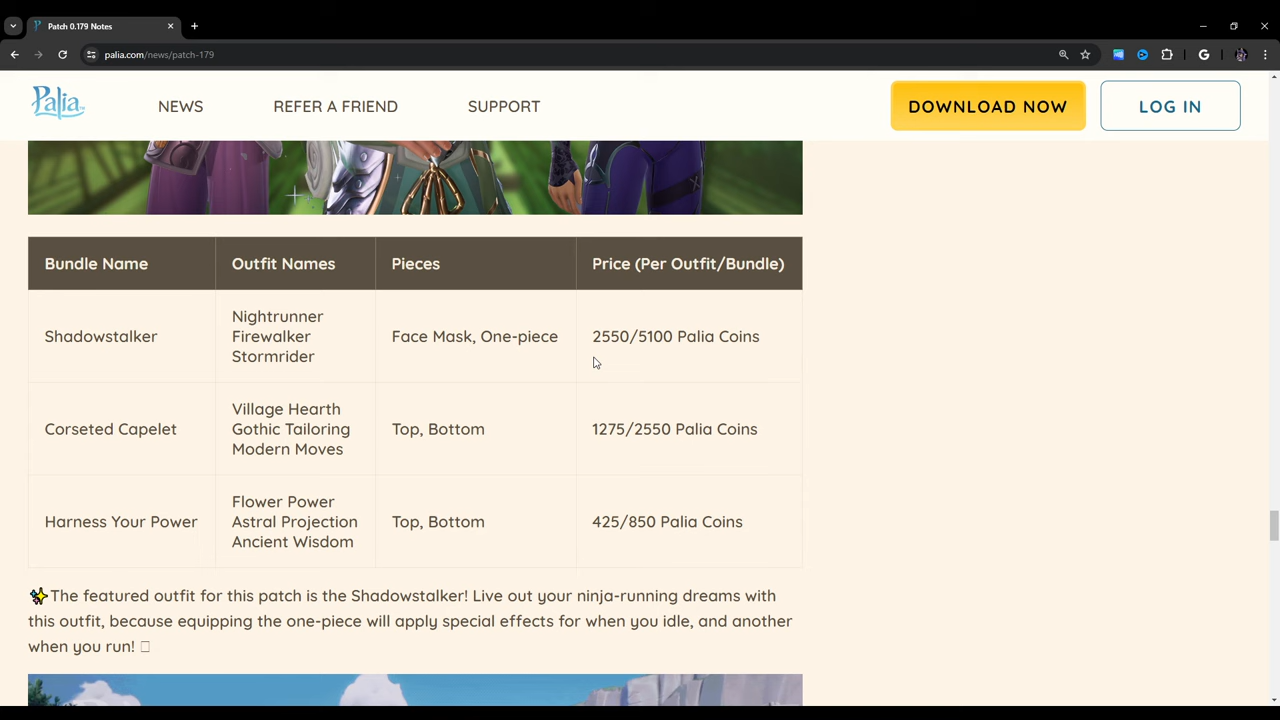 Patch 0.179 Notes
palia.com/news/patch-179
Palia
NEWS
REFER A FRIEND
SUPPORT
DOWNLOAD NOW
LOG IN
Bundle Name
Outfit Names
Pieces
Price (Per Outfit/Bundle)
Shadowstalker
Nightrunner
Firewalker
Stormrider
Face Mask, One-piece
2550/5100 Palia Coins
Corseted Capelet
Village Hearth
Gothic Tailoring
Modern Moves
Top, Bottom
1275/2550 Palia Coins
Harness Your Power
Flower Power
Astral Projection
Ancient Wisdom
Top, Bottom
425/850 Palia Coins
✨The featured outfit for this patch is the Shadowstalker! Live out your ninja-running dreams with
this outfit, because equipping the one-piece will apply special effects for when you idle, and another
when you run!